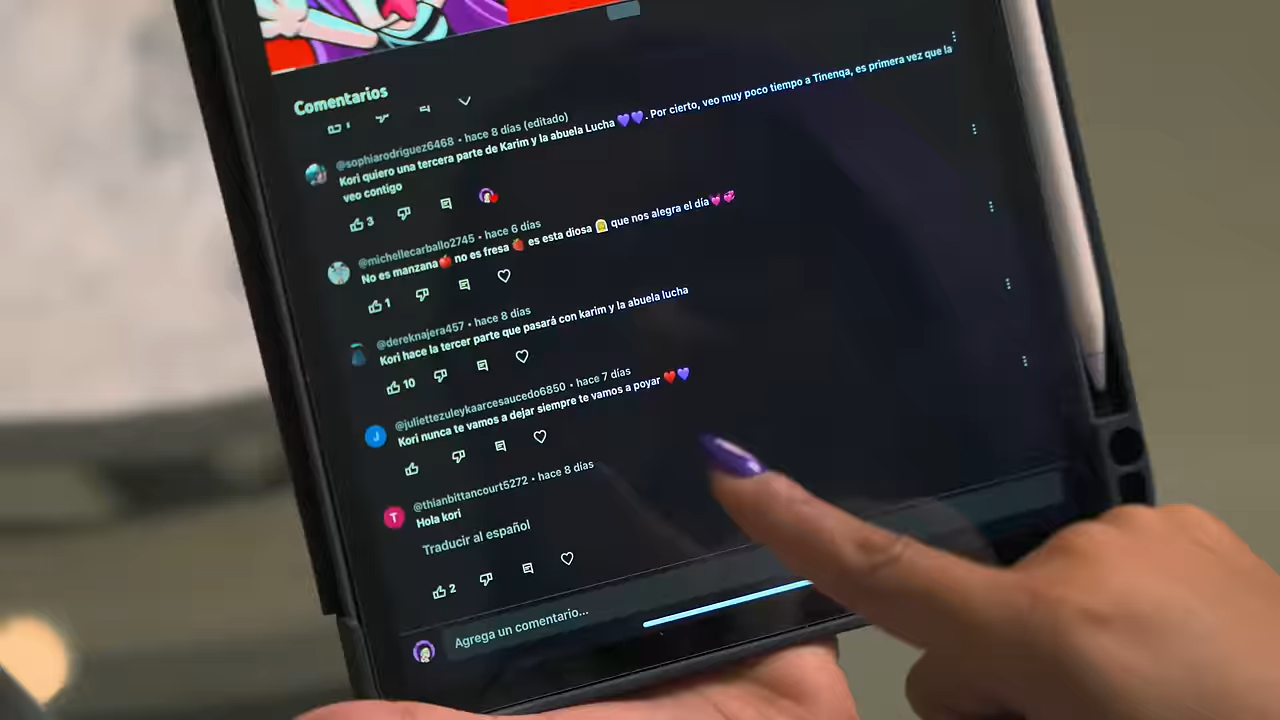 Comentarios
1
@sophiarodriguez6468 • hace 8 días (editado)
Kori quiero una tercera parte de Karim y la abuela Lucha 💜💜. Por cierto, veo muy poco tiempo a Tinenqa, es primera vez que la
veo contigo
3
@michellecarballo2745 • hace 6 días
No es manzana🍎 no es fresa 🍓 es esta diosa 👸 que nos alegra el día💗💞
1
@dereknajera457 • hace 8 días
Kori hace la tercer parte que pasará con karim y la abuela lucha
10
@juliettezuleykaarcesaucedo6850 • hace 7 días
Kori nunca te vamos a dejar siempre te vamos a poyar ❤️💜
J
@thianbittancourt5272 • hace 8 días
T
Hola kori
Traducir al español
2
Agrega un comentario...